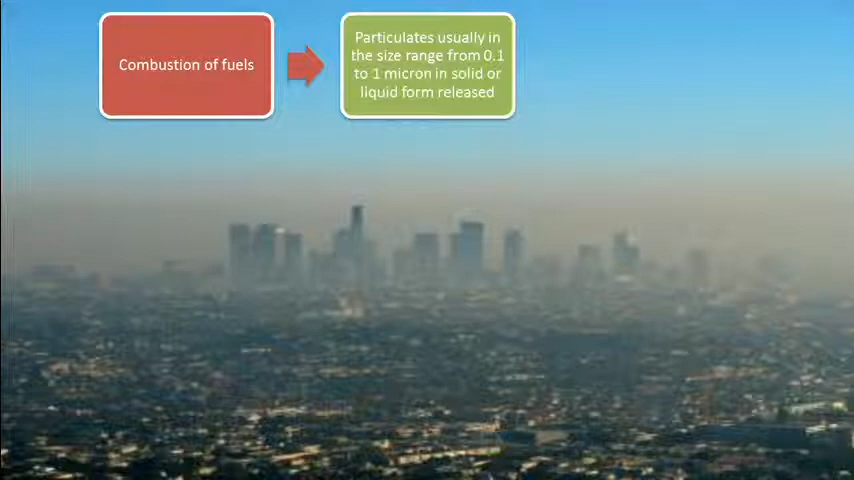 Combustion of fuels
Particulates usually in
the size range from 0.1
to 1 micron in solid or
liquid form released